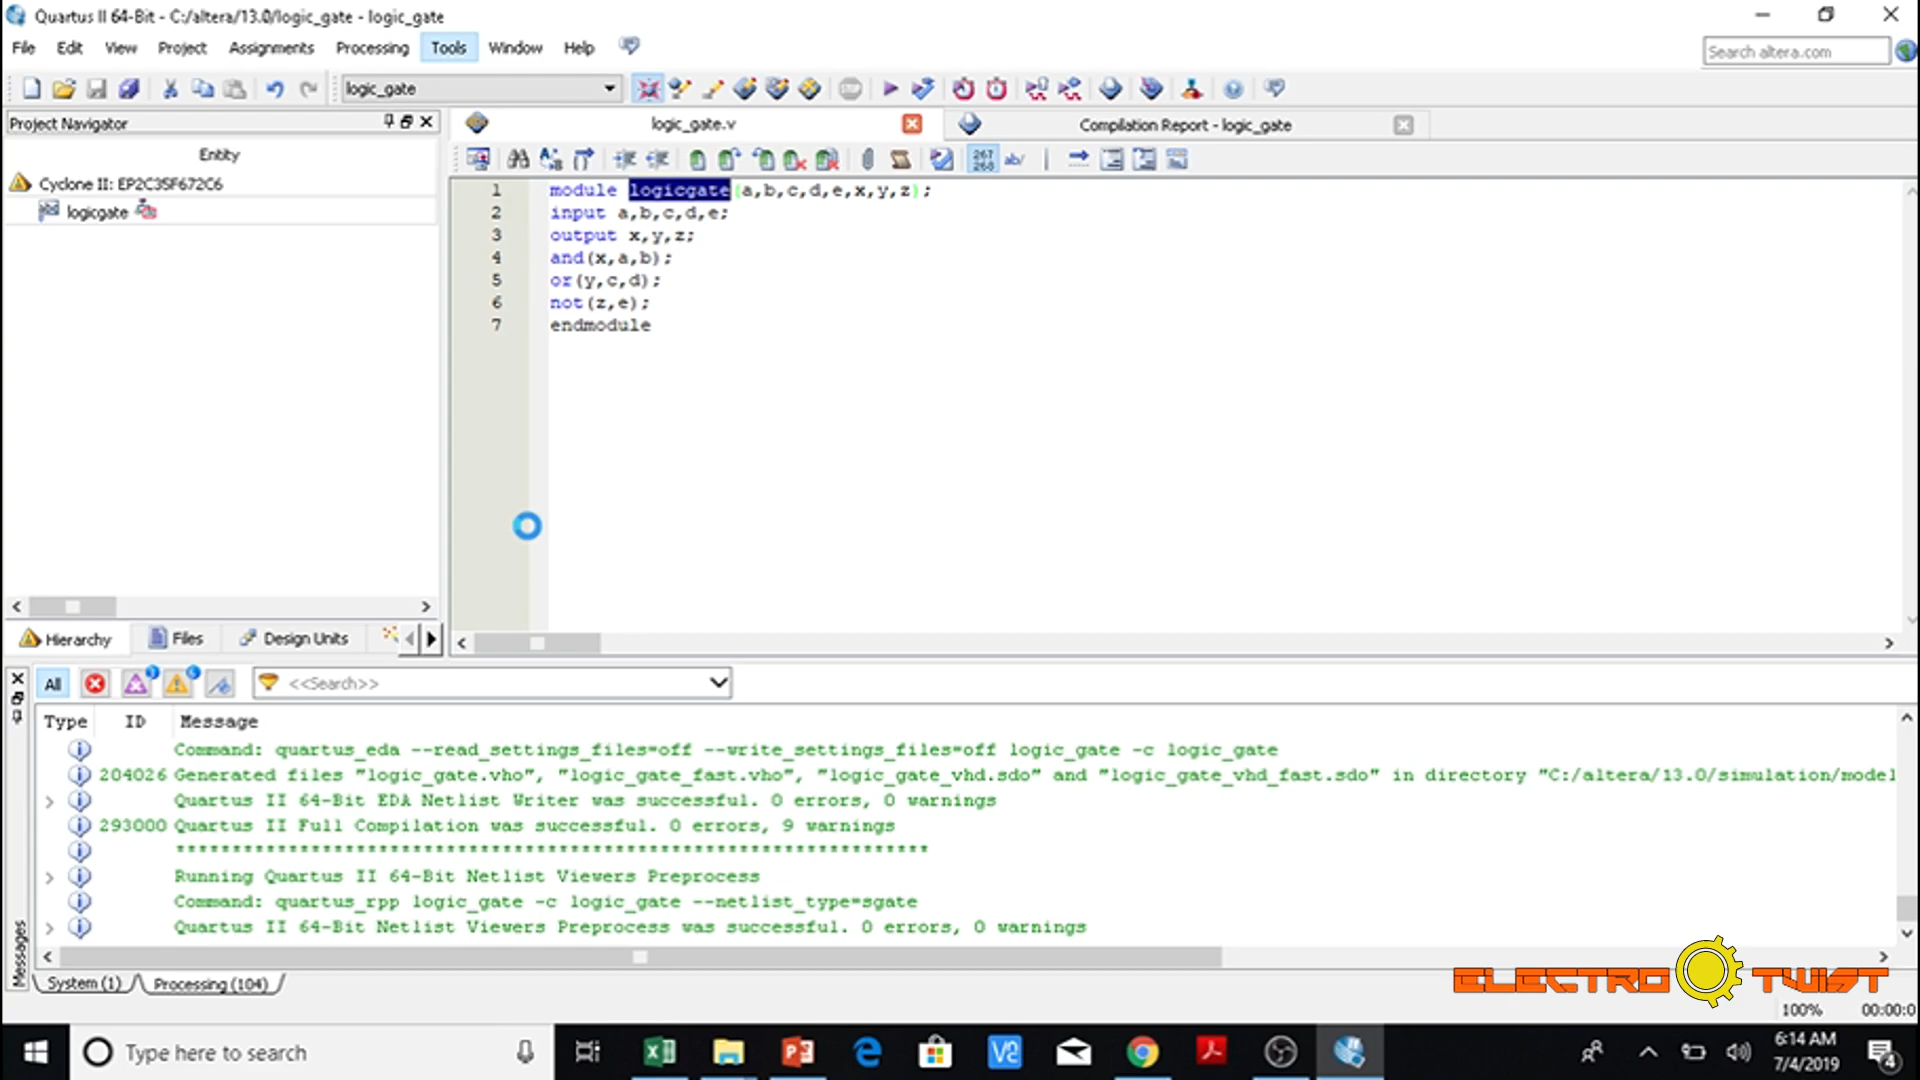 Quartus II 64-Bit - C:/altera/13.0/logic_gate - logic_gate
File Edit View Project Assignments Processing Tools Window Help
Search altera.com
logic_gate
Project Navigator
logic_gate.v
Compilation Report - logic_gate
Entity
Cyclone II: EP2C35F672C6
logicgate
267
268
ab/
1 module logicgate(a,b,c,d,e,x,y,z);
2 input a,b,c,d,e;
3 output x,y,z;
4 and(x,a,b);
5 or(y,c,d);
6 not(z,e);
7 endmodule
Hierarchy Files Design Units
All
<<Search>>
Type ID Message
Command: quartus_eda --read_settings_files=off --write_settings_files=off logic_gate -c logic_gate
204026 Generated files "logic_gate.vho", "logic_gate_fast.vho", "logic_gate_vhd.sdo" and "logic_gate_vhd_fast.sdo" in directory "C:/altera/13.0/simulation/model
Quartus II 64-Bit EDA Netlist Writer was successful. 0 errors, 0 warnings
293000 Quartus II Full Compilation was successful. 0 errors, 9 warnings
*******************************************************************
Running Quartus II 64-Bit Netlist Viewers Preprocess
Command: quartus_rpp logic_gate -c logic_gate --netlist_type=sgate
Quartus II 64-Bit Netlist Viewers Preprocess was successful. 0 errors, 0 warnings
Messages
System (1) Processing (104)
ELECTRO TWIST
100% 00:00:0
Type here to search
6:14 AM
7/4/2019
4